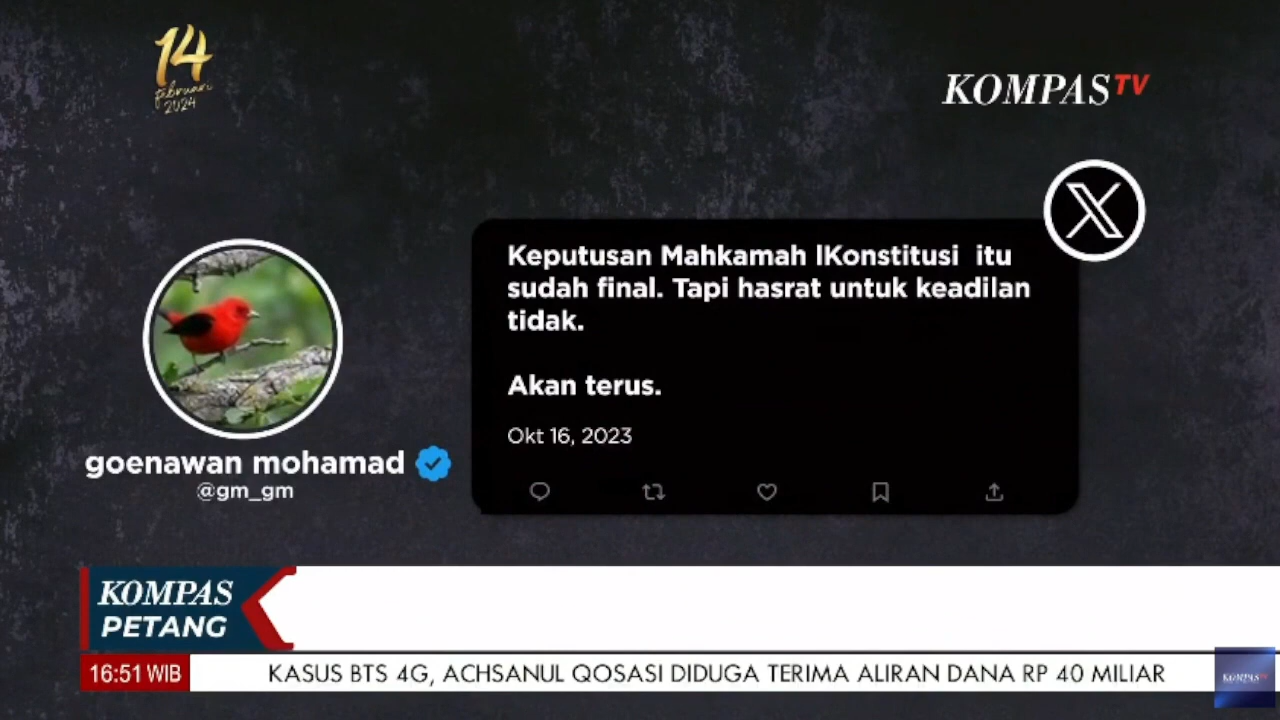 14
februari
2024
KOMPASTV
X
Keputusan Mahkamah lKonstitusi itu
sudah final. Tapi hasrat untuk keadilan
tidak.
Akan terus.
Okt 16, 2023
goenawan mohamad
@gm_gm
KOMPAS
PETANG
16:51 WIB
KASUS BTS 4G, ACHSANUL QOSASI DIDUGA TERIMA ALIRAN DANA RP 40 MILIAR
KOMPASTV